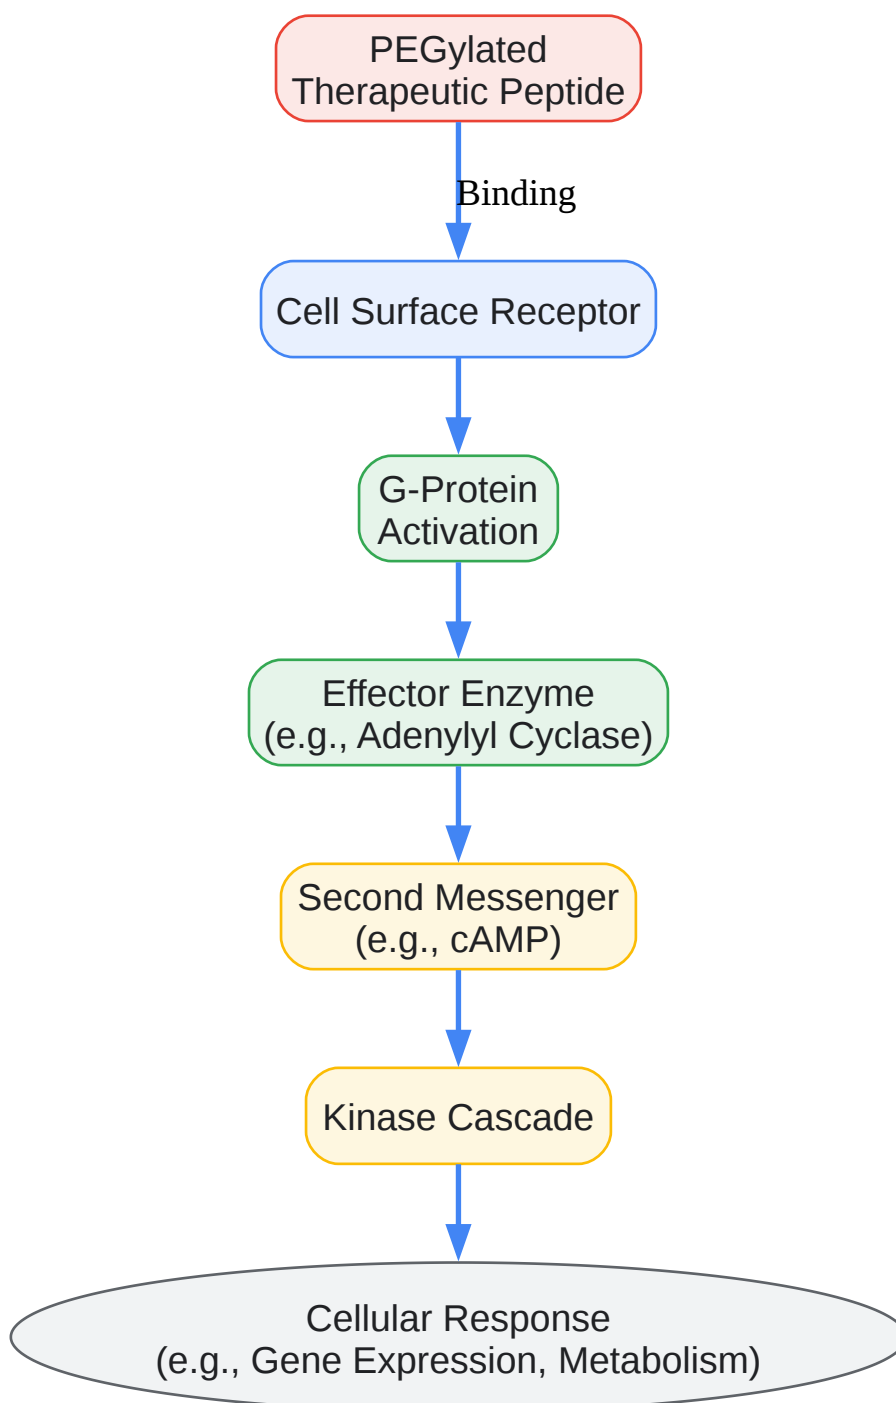 PEGylated
Therapeutic Peptide
Binding
Cell Surface Receptor
G-Protein
Activation
Effector Enzyme
(e.g., Adenylyl Cyclase)
Second Messenger
(e.g., cAMP)
Kinase Cascade
Cellular Response
(e.g., Gene Expression, Metabolism)